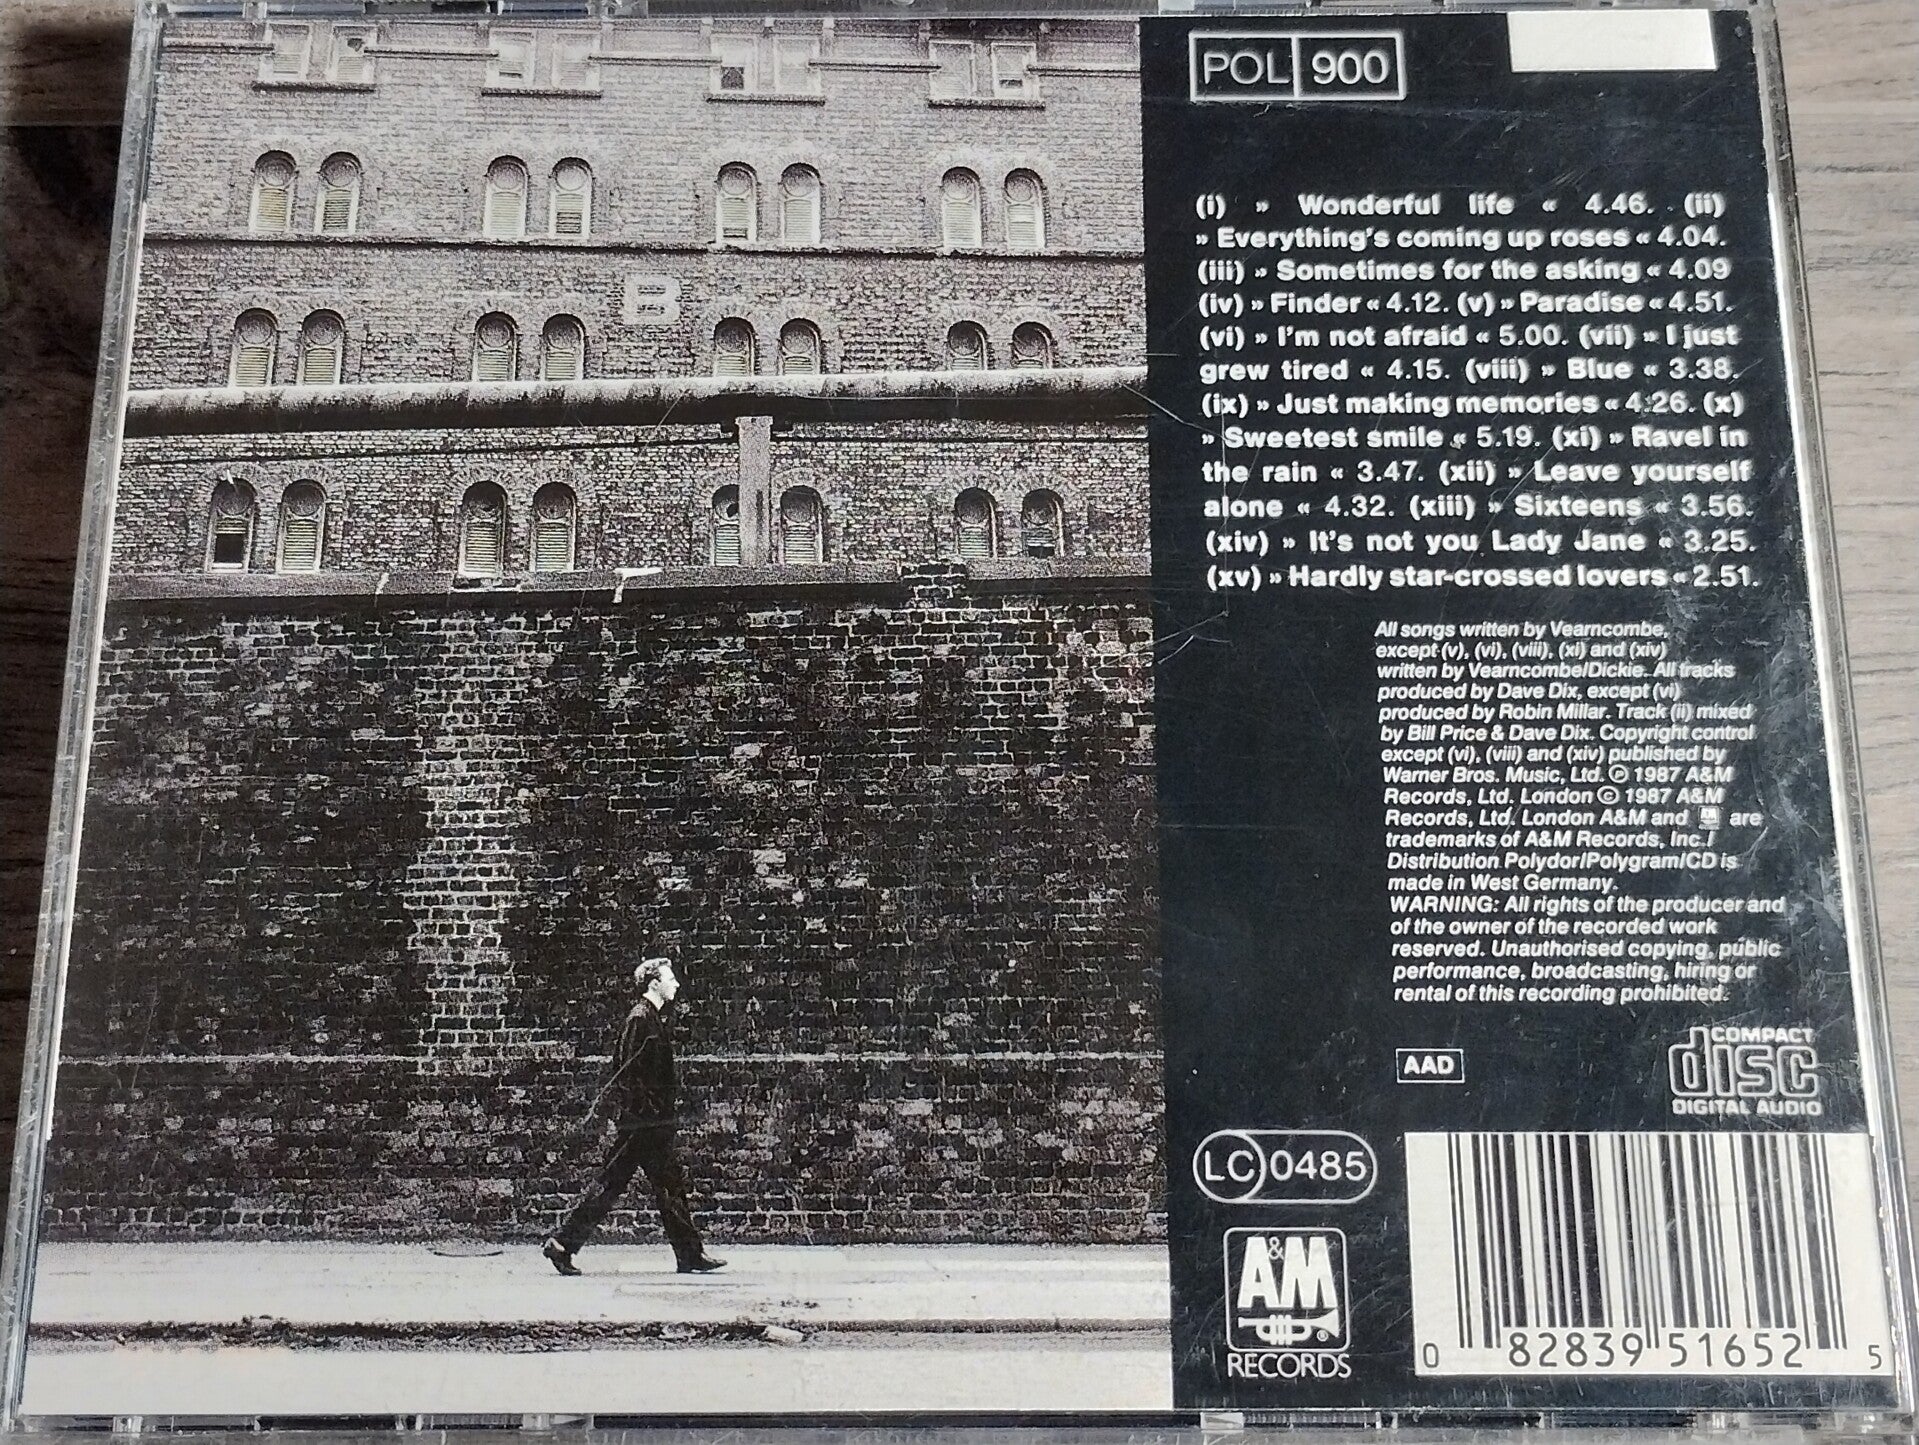 POL 900
(i) » Wonderful life « 4.46. (ii)
» Everything's coming up roses « 4.04.
(iii) » Sometimes for the asking « 4.09
(iv) » Finder « 4.12. (v) » Paradise « 4.51.
(vi) » I'm not afraid « 5.00. (vii) » I just
grew tired « 4.15. (viii) » Blue « 3.38.
(ix) » Just making memories « 4.26. (x)
» Sweetest smile « 5.19. (xi) » Ravel in
the rain « 3.47. (xii) » Leave yourself
alone « 4.32. (xiii) » Sixteens « 3.56.
(xiv) » It's not you Lady Jane « 3.25.
(xv) » Hardly star-crossed lovers « 2.51.
All songs written by Vearncombe,
except (v), (vi), (viii), (xi) and (xiv)
written by Vearncombe/Dickie. All tracks
produced by Dave Dix, except (vi)
produced by Robin Millar. Track (ii) mixed
by Bill Price & Dave Dix. Copyright control
except (vi), (viii) and (xiv) published by
Warner Bros. Music, Ltd. ℗ 1987 A&M
Records, Ltd. London © 1987 A&M
Records, Ltd. London A&M and AM are
trademarks of A&M Records, Inc./
Distribution Polydor/Polygram/CD is
made in West Germany.
WARNING: All rights of the producer and
of the owner of the recorded work
reserved. Unauthorised copying, public
performance, broadcasting, hiring or
rental of this recording prohibited.
AAD
COMPACT
disc
DIGITAL AUDIO
LC 0485
A&M
®
RECORDS
0 82839 51652 5
B